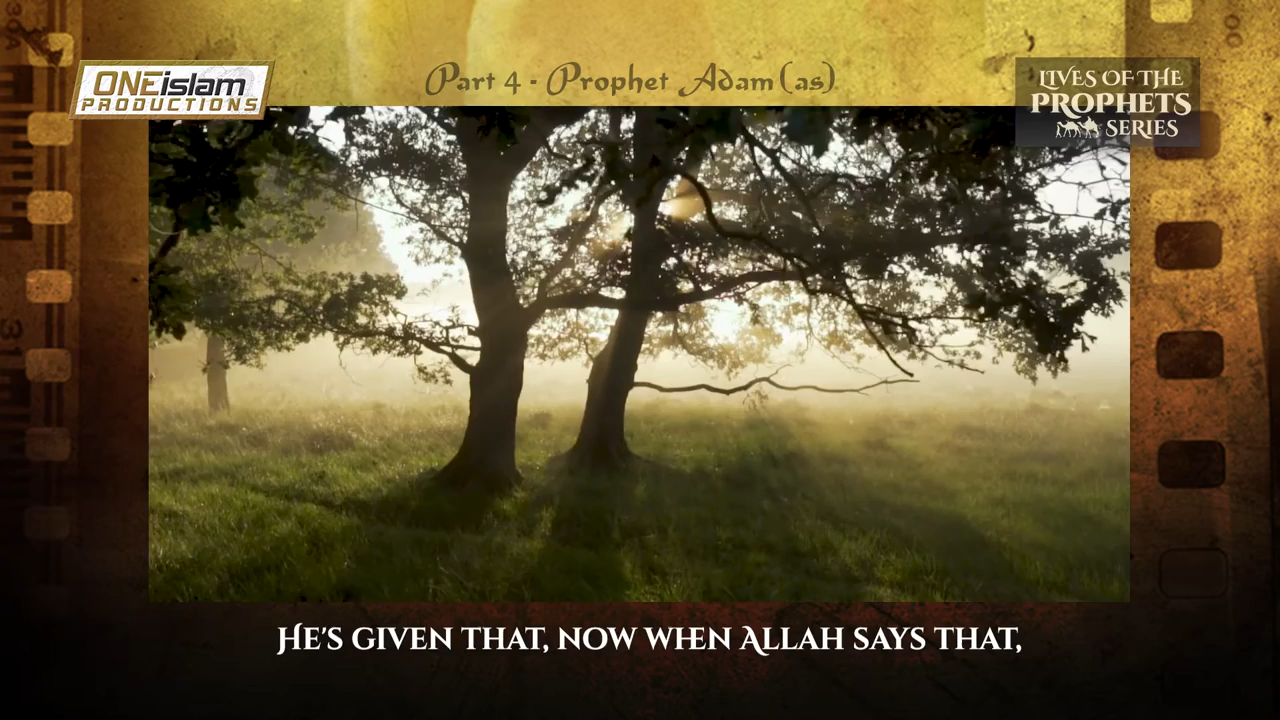 ONEislam
PRODUCTIONS
Part 4 - Prophet Adam (as)
LIVES OF THE
PROPHETS
SERIES
He's given that, now when Allah says that,